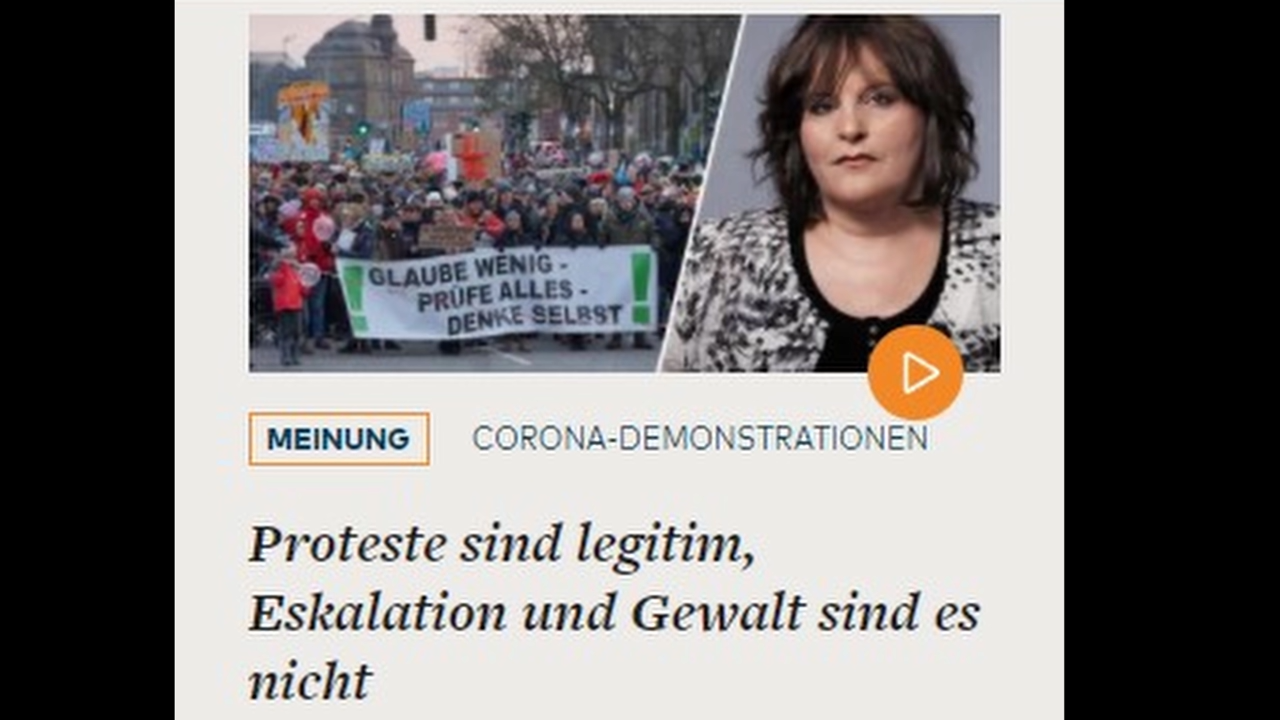 GLAUBE WENIG -
PRÜFE ALLES -
DENKE SELBST
MEINUNG CORONA-DEMONSTRATIONEN
Proteste sind legitim,
Eskalation und Gewalt sind es
nicht